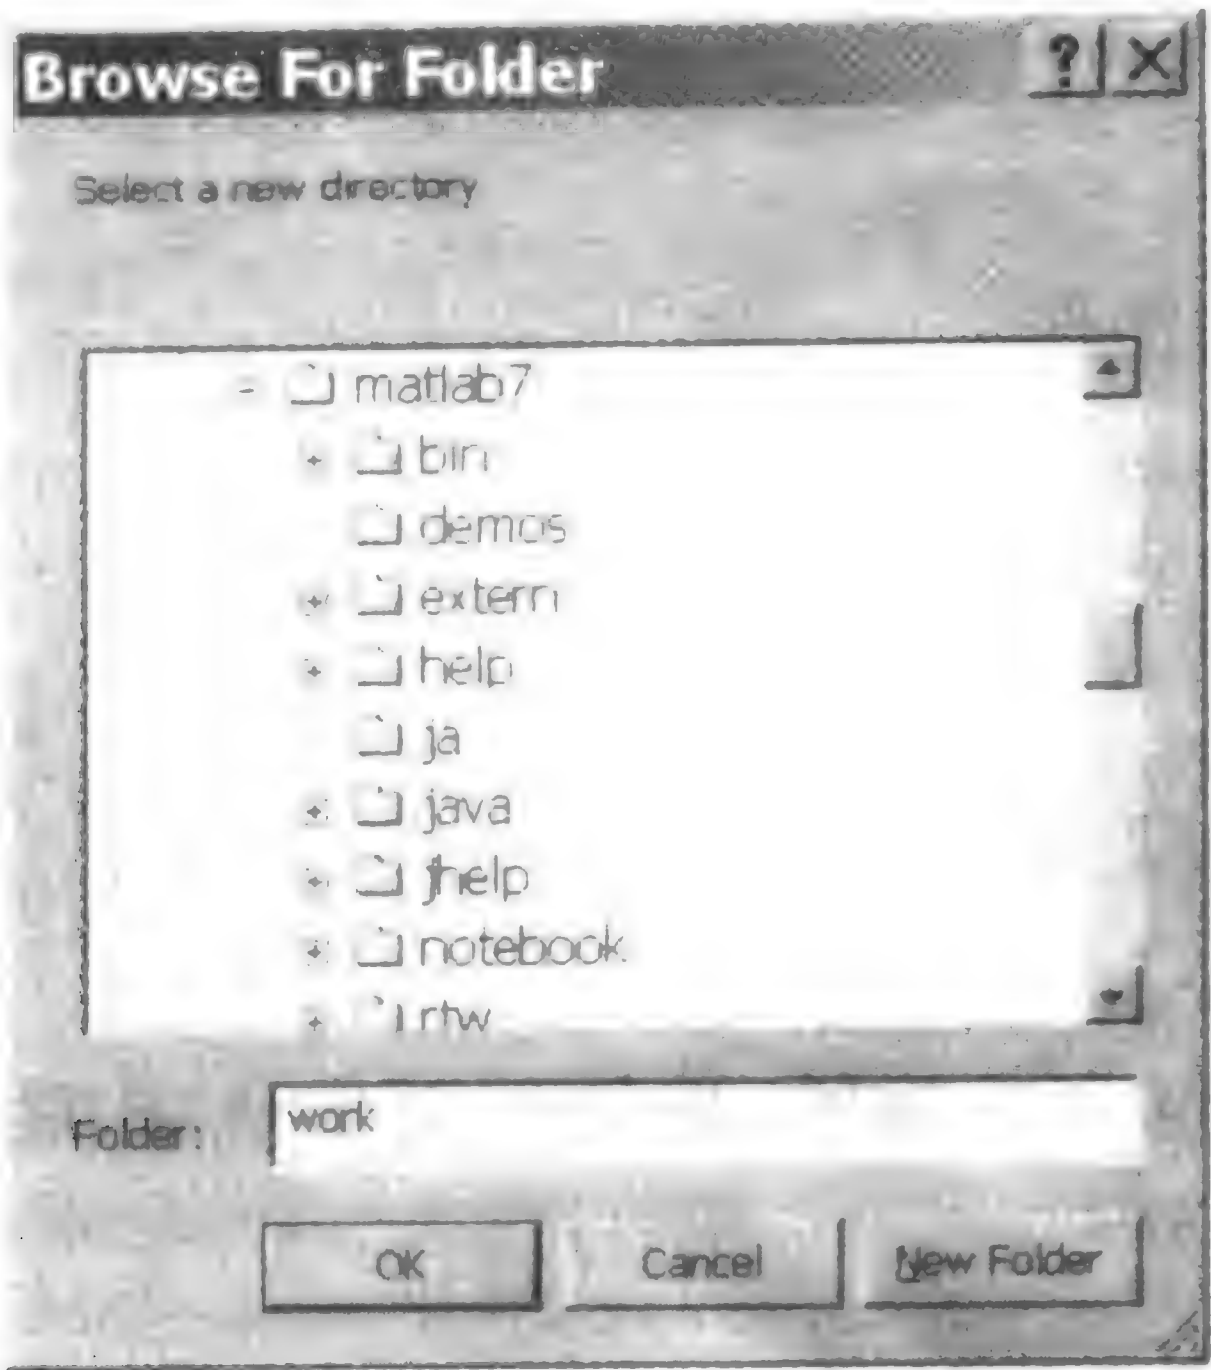 Browse For Folder ? X
Select a new directory
- matlab7
+ bin
demos
+ extern
+ help
ja
+ java
+ jhelp
+ notebook
+ rtw
Folder: work
OK Cancel New Folder